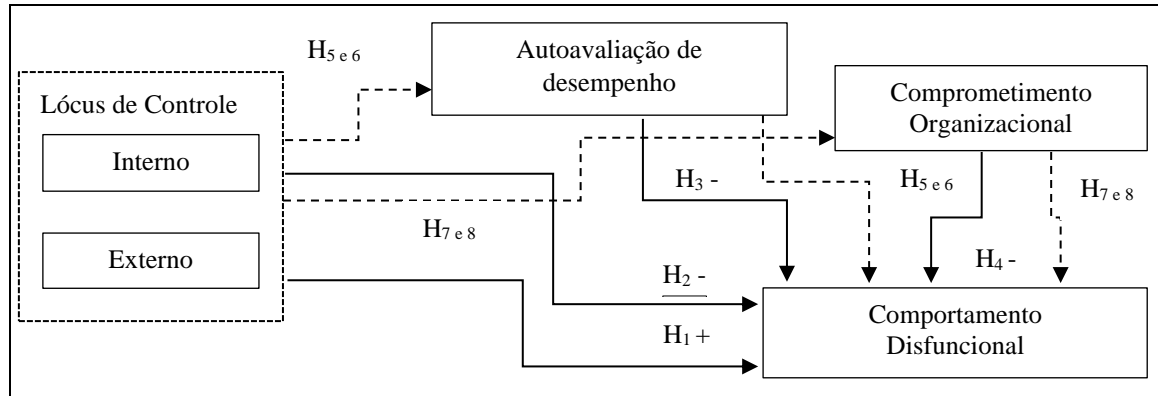 H5 e 6
Autoavaliação de
desempenho
Lócus de Controle
Interno
Externo
Comprometimento
Organizacional
H3 -
H5 e 6
H7 e 8
H7 e 8
H4 -
H2 -
H1 +
Comportamento
Disfuncional